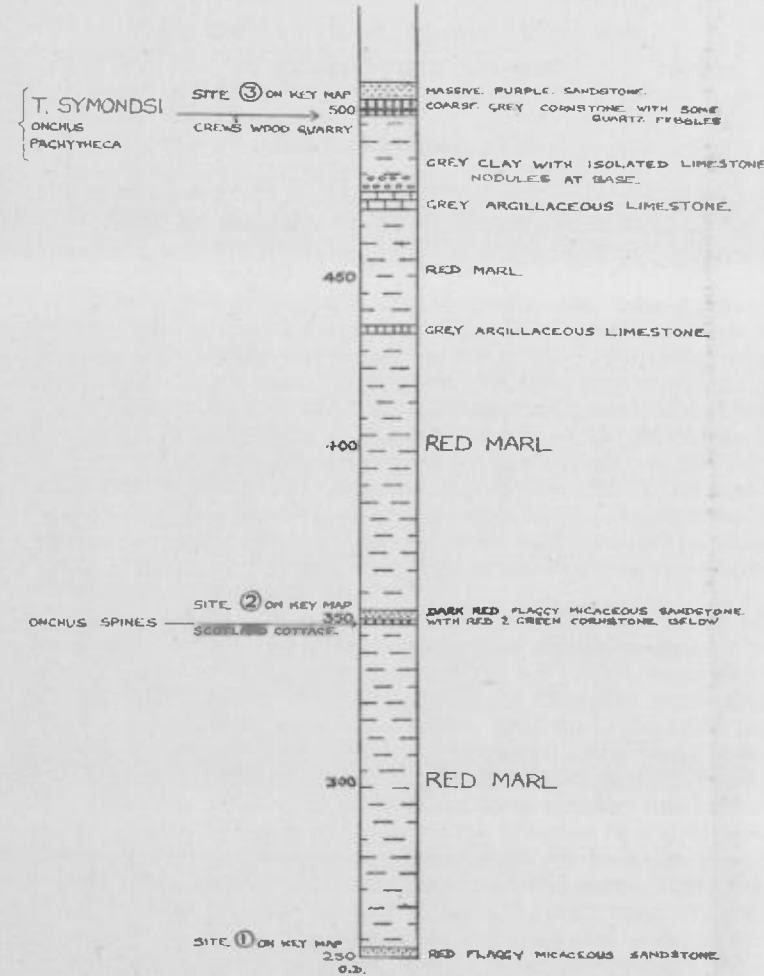 SITE ③ ON KEY MAP
T. SYMONDSI
ONCHUS
PACHYTHECA
500
CREWS WOOD QUARRY
MASSIVE PURPLE SANDSTONE.
COARSE GREY CORNSTONE WITH SOME
QUARTZ PEBBLES
GREY CLAY WITH ISOLATED LIMESTONE
NODULES AT BASE.
GREY ARGILLACEOUS LIMESTONE.
450
RED MARL
GREY ARGILLACEOUS LIMESTONE.
400
RED MARL
SITE ② ON KEY MAP
ONCHUS SPINES
350
SCOTLAND COTTAGE.
DARK RED FLAGGY MICACEOUS SANDSTONE
WITH RED & GREEN CORNSTONE BELOW
300
RED MARL
SITE ① ON KEY MAP
250
O.D.
RED FLAGGY MICACEOUS SANDSTONE